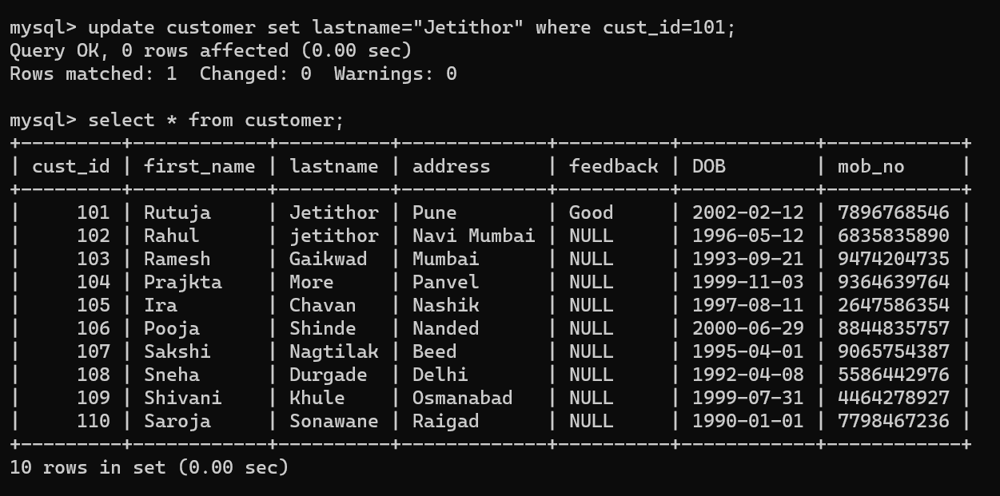 mysql> update customer set lastname="Jetithor" where cust_id=101;
Query OK, 0 rows affected (0.00 sec)
Rows matched: 1  Changed: 0  Warnings: 0

mysql> select * from customer;
+---------+------------+----------+-------------+----------+------------+------------+
| cust_id | first_name | lastname | address     | feedback | DOB        | mob_no     |
+---------+------------+----------+-------------+----------+------------+------------+
|     101 | Rutuja     | Jetithor | Pune        | Good     | 2002-02-12 | 7896768546 |
|     102 | Rahul      | jetithor | Navi Mumbai | NULL     | 1996-05-12 | 6835835890 |
|     103 | Ramesh     | Gaikwad  | Mumbai      | NULL     | 1993-09-21 | 9474204735 |
|     104 | Prajkta    | More     | Panvel      | NULL     | 1999-11-03 | 9364639764 |
|     105 | Ira        | Chavan   | Nashik      | NULL     | 1997-08-11 | 2647586354 |
|     106 | Pooja      | Shinde   | Nanded      | NULL     | 2000-06-29 | 8844835757 |
|     107 | Sakshi     | Nagtilak | Beed        | NULL     | 1995-04-01 | 9065754387 |
|     108 | Sneha      | Durgade  | Delhi       | NULL     | 1992-04-08 | 5586442976 |
|     109 | Shivani    | Khule    | Osmanabad   | NULL     | 1999-07-31 | 4464278927 |
|     110 | Saroja     | Sonawane | Raigad      | NULL     | 1990-01-01 | 7798467236 |
+---------+------------+----------+-------------+----------+------------+------------+
10 rows in set (0.00 sec)